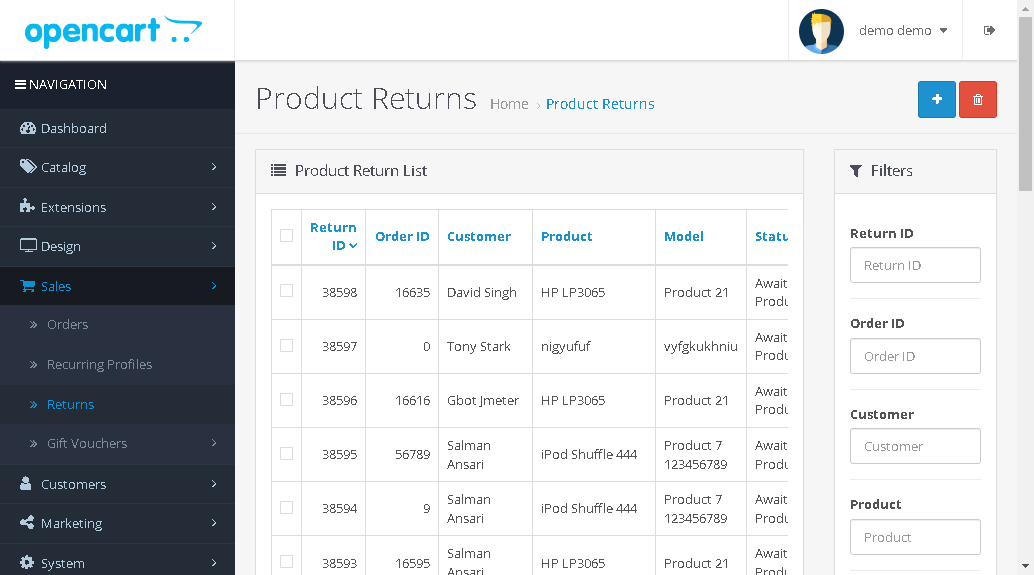 opencart
demo demo
NAVIGATION
Dashboard
Catalog
Extensions
Design
Sales
Orders
Recurring Profiles
Returns
Gift Vouchers
Customers
Marketing
System
Product Returns
Home › Product Returns
Product Return List
Return ID Order ID Customer Product Model Statu
38598 16635 David Singh HP LP3065 Product 21 Await Produ
38597 0 Tony Stark nigyufuf vyfgkukhniu Await Produ
38596 16616 Gbot Jmeter HP LP3065 Product 21 Await Produ
38595 56789 Salman Ansari iPod Shuffle 444 Product 7 123456789 Await Produ
38594 9 Salman Ansari iPod Shuffle 444 Product 7 123456789 Await Produ
38593 16595 Salman Ansari HP LP3065 Product 21 Await Produ
Filters
Return ID
Return ID
Order ID
Order ID
Customer
Customer
Product
Product